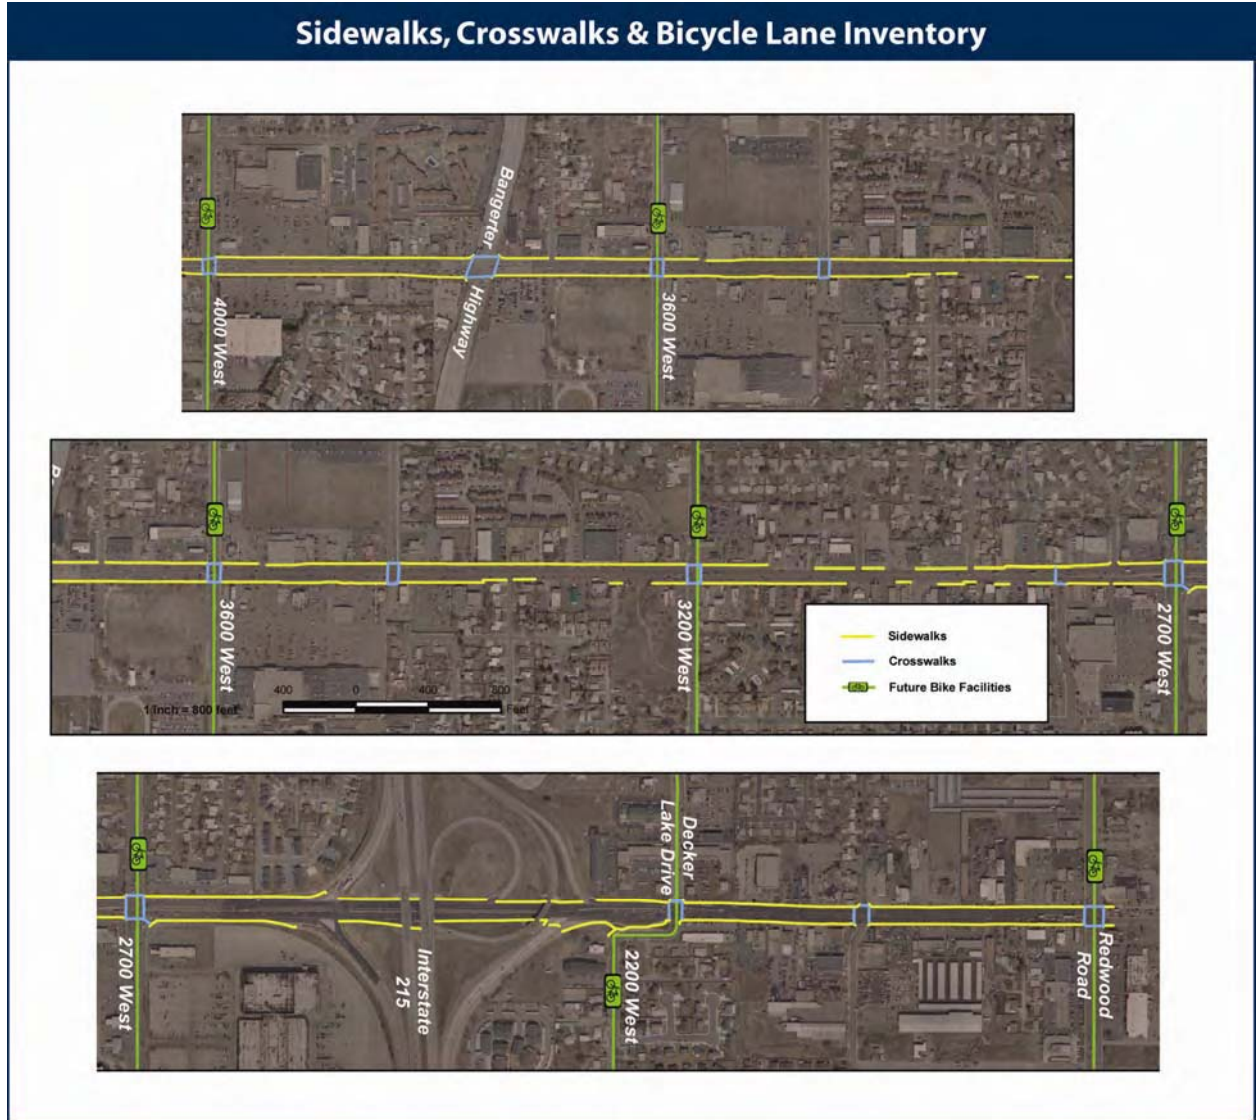 Sidewalks, Crosswalks & Bicycle Lane Inventory
Bangerter
Highway
4000 West
3600 West
3600 West
3200 West
2700 West
Sidewalks
Crosswalks
Future Bike Facilities
400 0 400 800
1 Inch = 800 feet
Feet
Decker
Lake Drive
2700 West
Interstate
215
2200 West
Redwood
Road